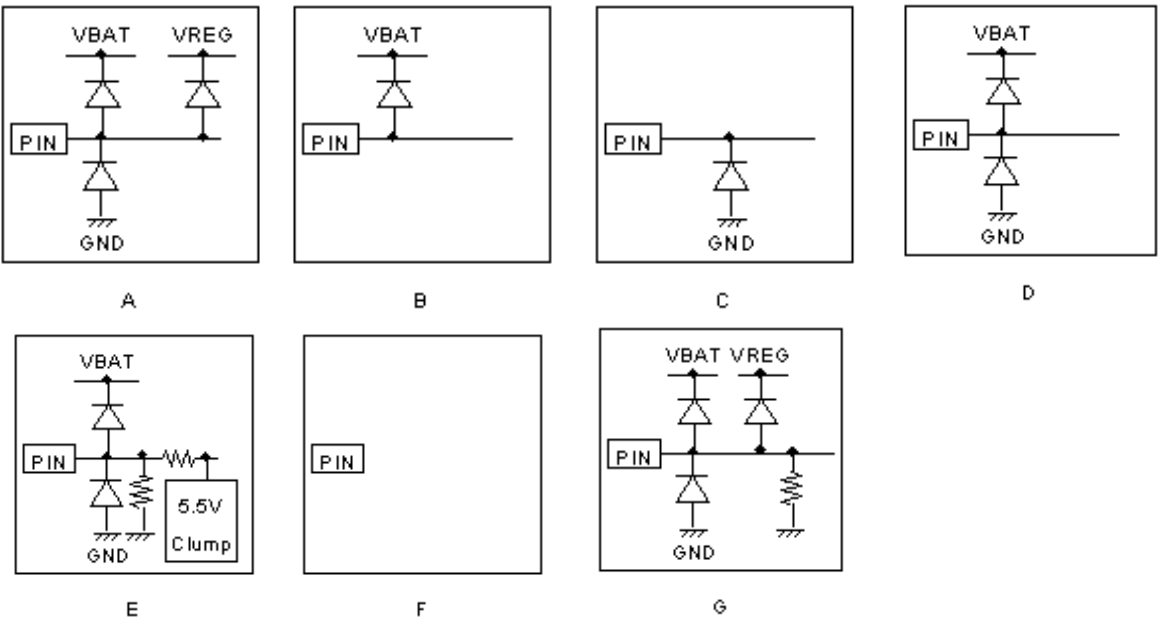 VBAT VREG
PIN
GND
A
VBAT
PIN
B
PIN
GND
C
VBAT
PIN
GND
D
VBAT
PIN
GND
5.5V
Clump
E
PIN
F
VBAT VREG
PIN
GND
G